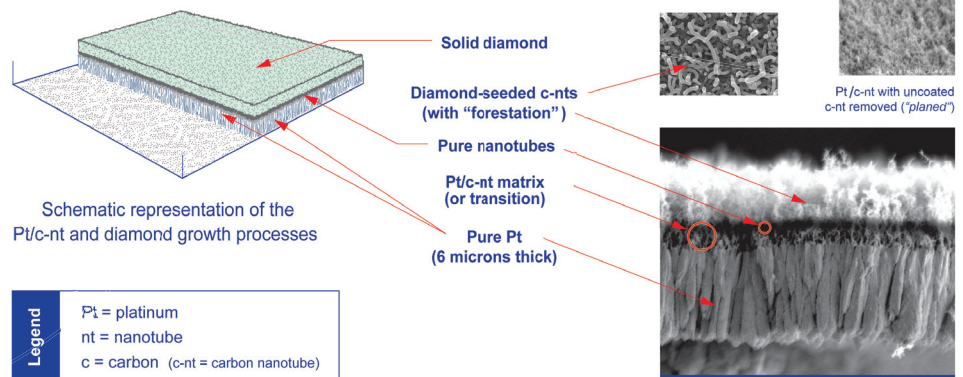 Solid diamond
Diamond-seeded c-nts
(with "forestation")
Pure nanotubes
Pt/c-nt matrix
(or transition)
Pure Pt
(6 microns thick)
Pt/c-nt with uncoated
c-nt removed ("planed")
Schematic representation of the
Pt/c-nt and diamond growth processes
Legend
Pt = platinum
nt = nanotube
c = carbon (c-nt = carbon nanotube)